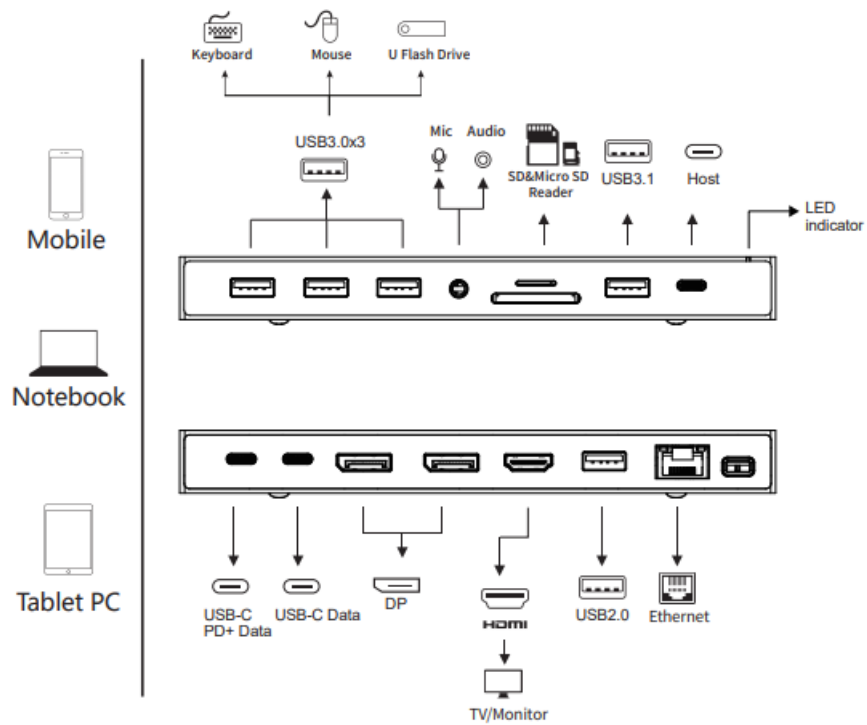 Keyboard
Mouse
U Flash Drive
USB3.0x3
Mic
Audio
SD&Micro SD
Reader
USB3.1
Host
LED
indicator
Mobile
Notebook
Tablet PC
USB-C
PD+ Data
USB-C Data
DP
HDMI
TV/Monitor
USB2.0
Ethernet